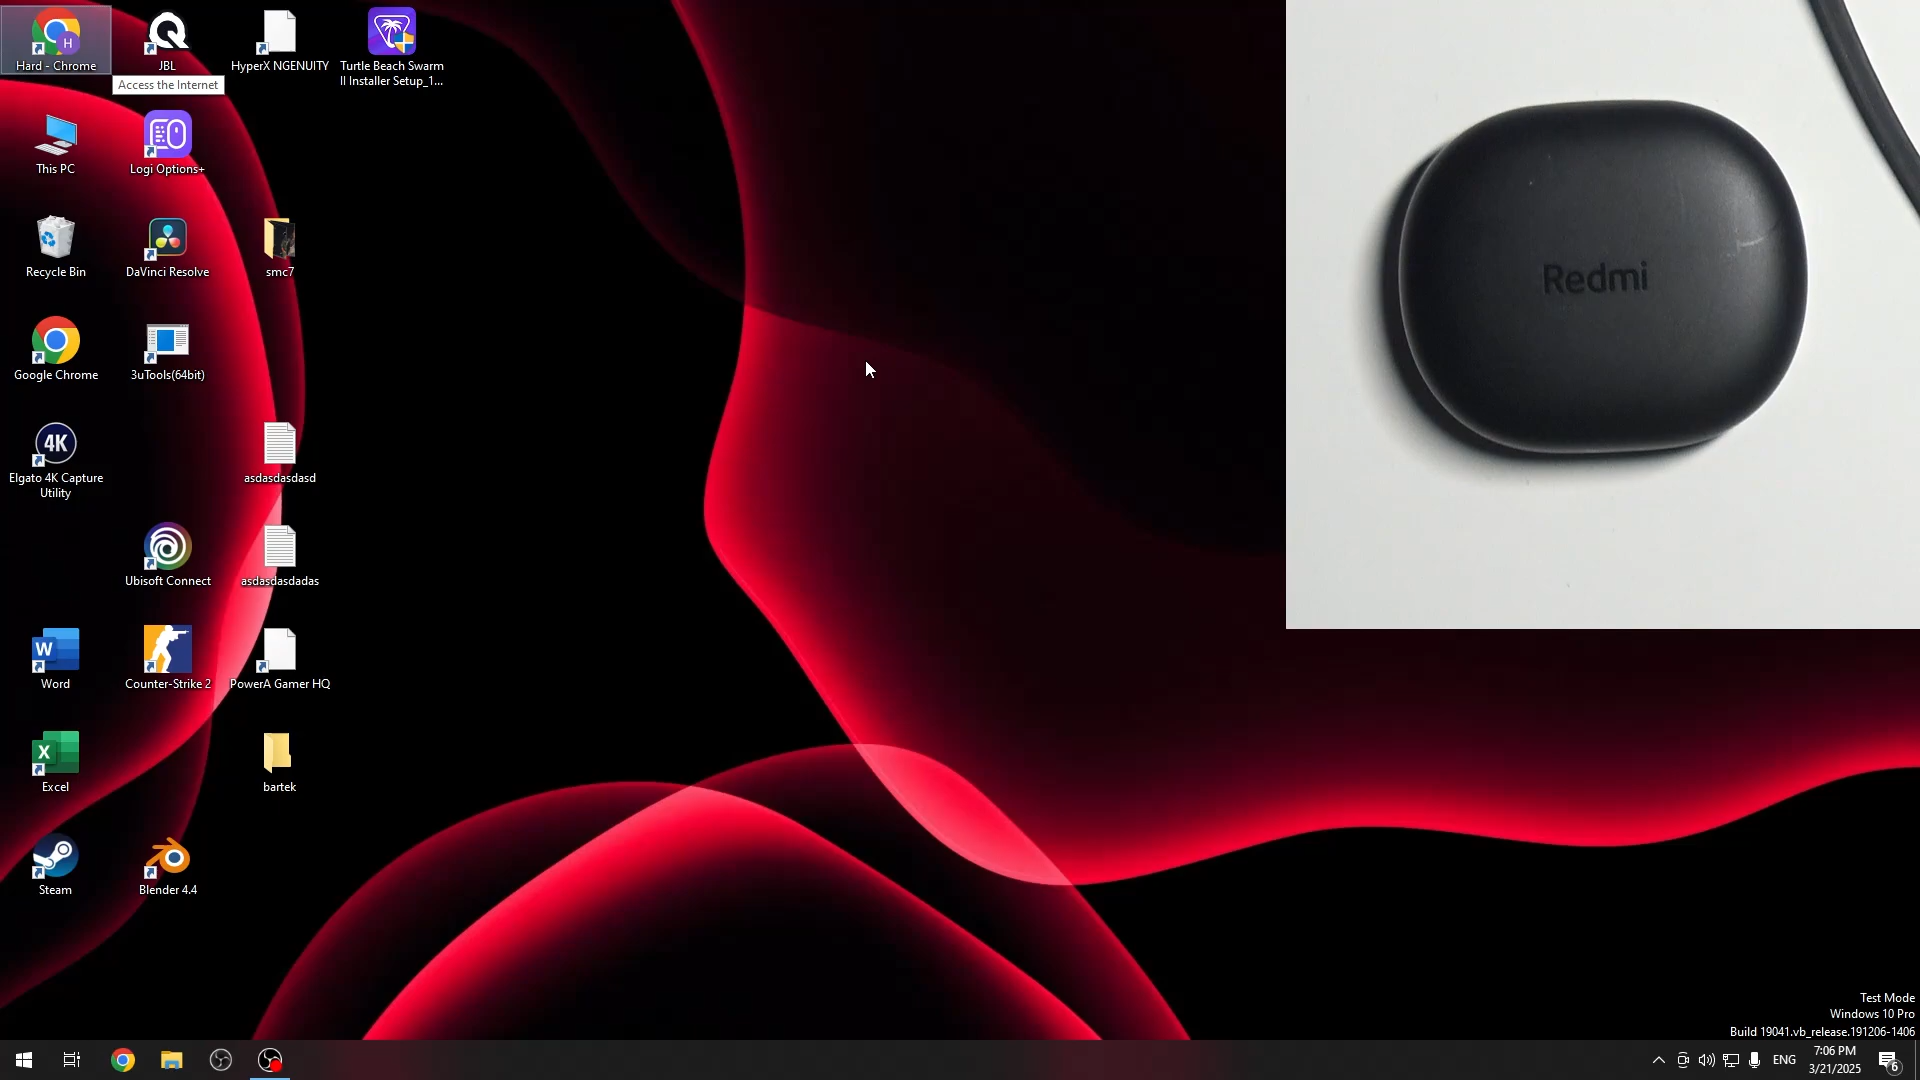 Hard - Chrome
JBL
HyperX NGENUITY
Turtle Beach Swarm
II Installer Setup_1...
Access the Internet
This PC
Logi Options+
Recycle Bin
DaVinci Resolve
smc7
Google Chrome
3uTools(64bit)
4K
Elgato 4K Capture
Utility
asdasdasdasd
Ubisoft Connect
asdasdasdadas
Word
Counter-Strike 2
PowerA Gamer HQ
Excel
bartek
Steam
Blender 4.4
Redmi
Test Mode
Windows 10 Pro
Build 19041.vb_release.191206-1406
ENG
7:06 PM
3/21/2025
6